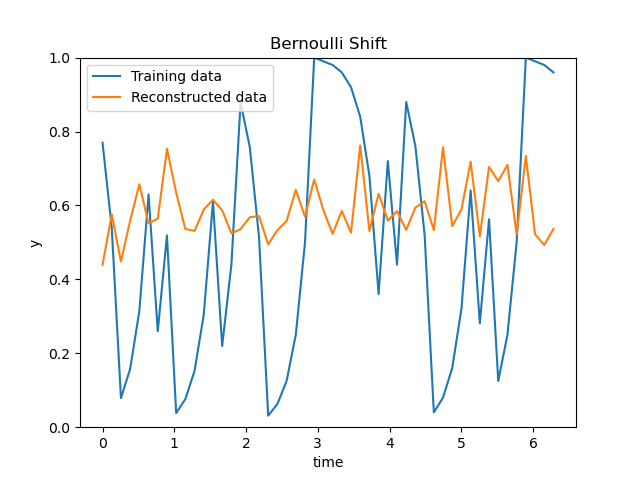 Bernoulli Shift
Training data
Reconstructed data
1.0
0.8
0.6
0.4
0.2
0.0
y
0 1 2 3 4 5 6
time